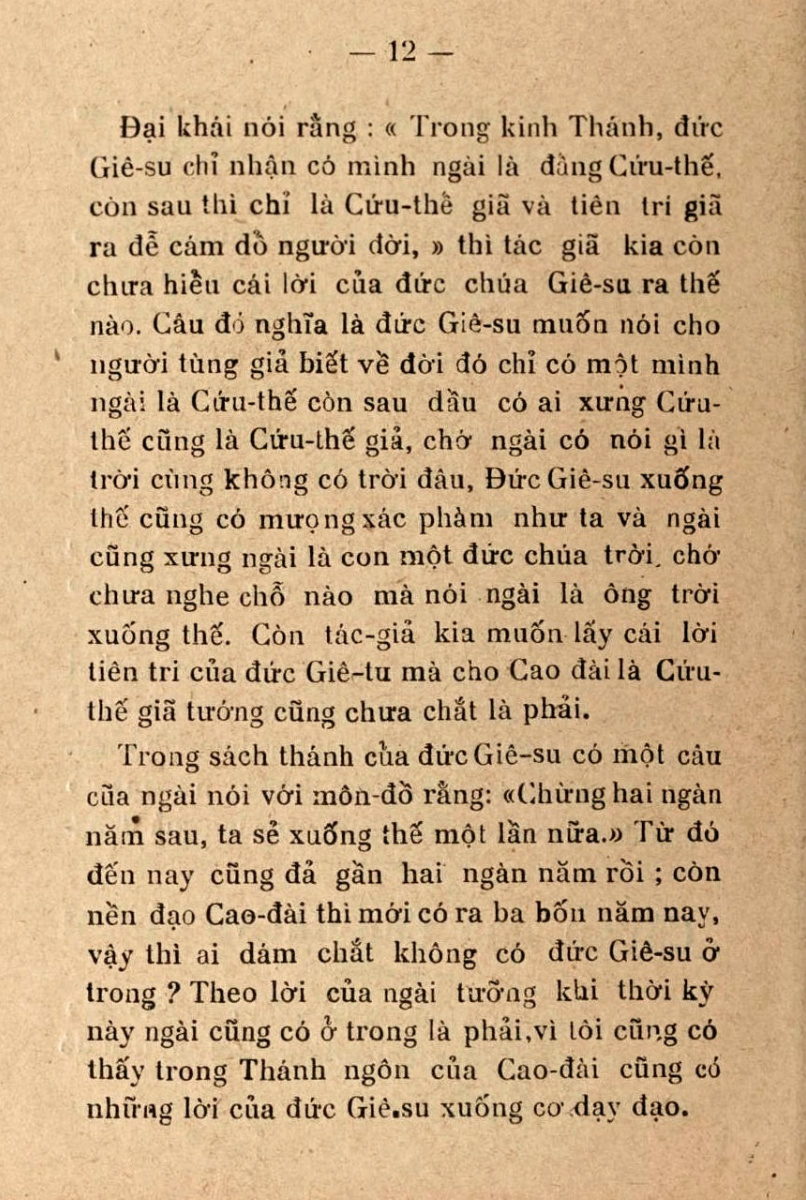 — 12 —
Đại khái nói rằng : « Trong kinh Thánh, đức
Giê-su chỉ nhận có mình ngài là đâng Cứu-thế,
còn sau thì chỉ là Cứu-thế giã và tiên tri giã
ra để cám dỗ người đời, » thì tác giã kia còn
chưa hiểu cái lời của đức chúa Giê-su ra thế
nào. Câu đó nghĩa là đức Giê-su muốn nói cho
người tùng giả biết về đời đó chỉ có một mình
ngài là Cứu-thế còn sau dầu có ai xưng Cứu-
thế cũng là Cứu-thế giả, chớ ngài có nói gì là
trời cùng không có trời đâu, Đức Giê-su xuống
thế cũng có mượng xác phàm như ta và ngài
cũng xưng ngài là con một đức chúa trời, chớ
chưa nghe chỗ nào mà nói ngài là ông trời
xuống thế. Còn tác-giả kia muốn lấy cái lời
tiên tri của đức Giê-tu mà cho Cao đài là Cứu-
thế giã tưởng cũng chưa chắt là phải.
Trong sách thánh của đức Giê-su có một câu
cũa ngài nói với môn-đồ rằng: «Chừng hai ngàn
năm sau, ta sẻ xuống thế một lần nữa.» Từ đó
đến nay cũng đả gần hai ngàn năm rồi ; còn
nền đạo Cao-đài thì mới có ra ba bốn năm nay,
vậy thì ai dám chắt không có đức Giê-su ở
trong ? Theo lời của ngài tưỡng khi thời kỳ
này ngài cũng có ở trong là phải,vì tôi cũng có
thấy trong Thánh ngôn của Cao-đài cũng có
những lời của đức Giê.su xuống cơ dạy đạo.